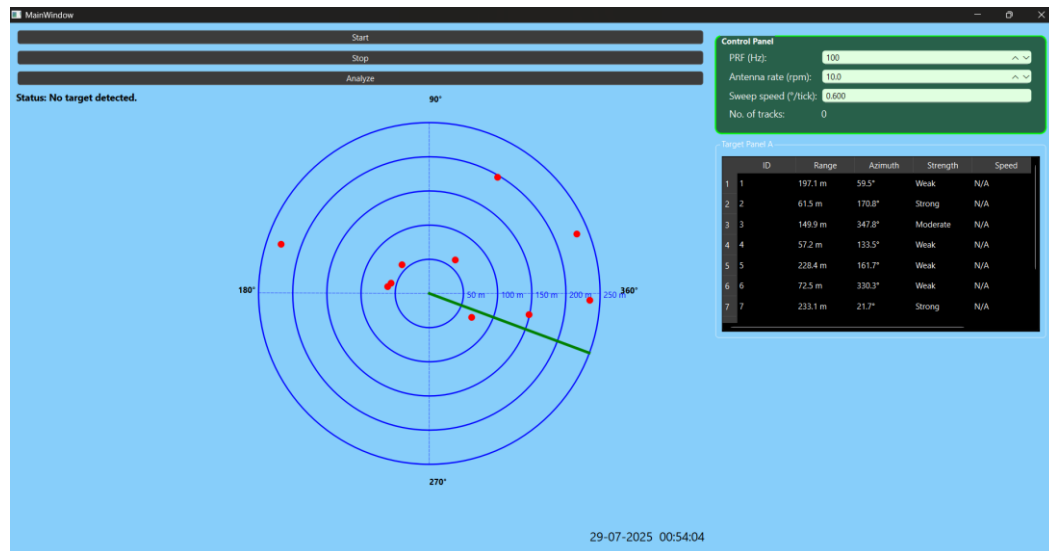 MainWindow
Start
Stop
Analyze
Status: No target detected.
90°
180°
50 m
100 m
150 m
200 m
250 m
360°
270°
29-07-2025 00:54:04
Control Panel
PRF (Hz): 100
Antenna rate (rpm): 10.0
Sweep speed (°/tick): 0.600
No. of tracks: 0
Target Panel A
ID Range Azimuth Strength Speed
1 1 197.1 m 59.5° Weak N/A
2 2 61.5 m 170.8° Strong N/A
3 3 149.9 m 347.8° Moderate N/A
4 4 57.2 m 133.5° Weak N/A
5 5 228.4 m 161.7° Weak N/A
6 6 72.5 m 330.3° Weak N/A
7 7 233.1 m 21.7° Strong N/A